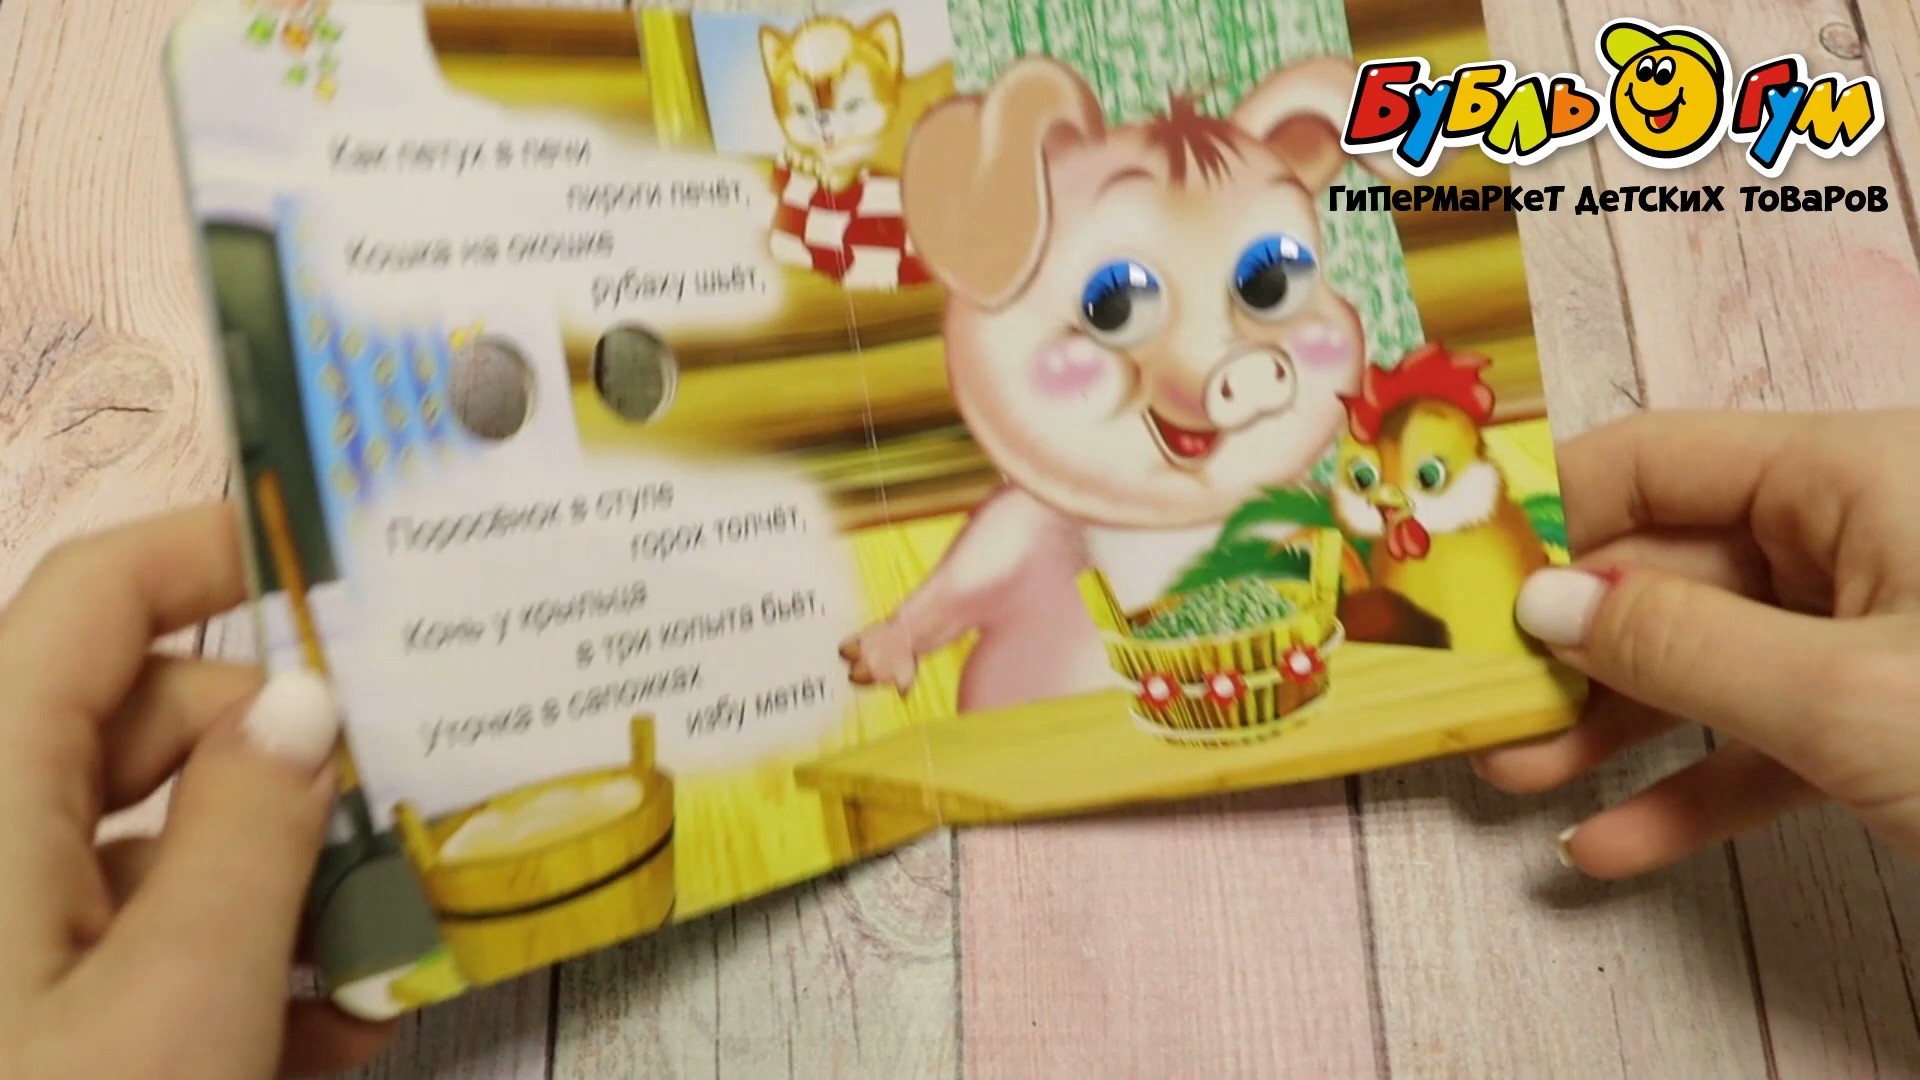 Бубль Гум
гипермаркет детских товаров
Как петух в печи
пироги печёт,
Кошка на окошке
рубаху шьёт,
Поросёнок в ступе
горох толчёт,
Конь у крыльца
в три копыта бьёт,
Уточка в сапожках
избу метёт.